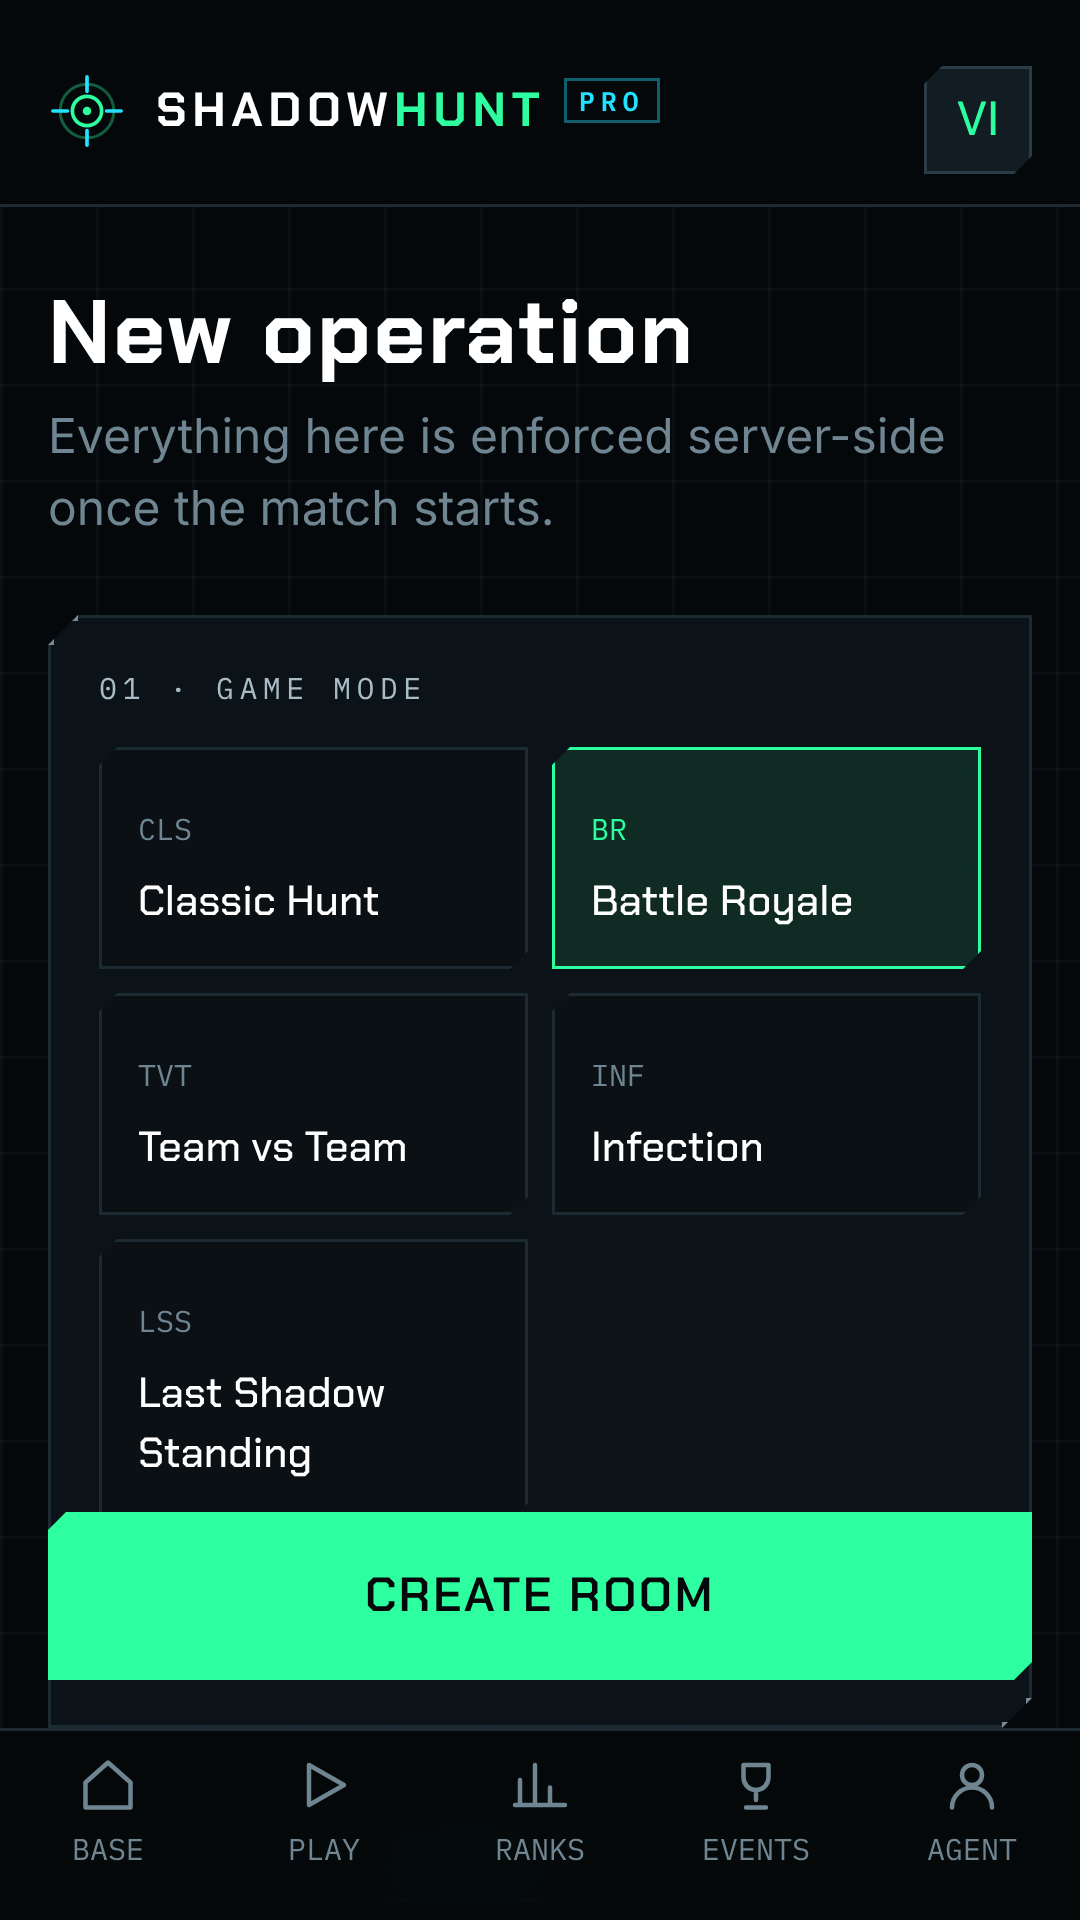 SHADOWHUNT PRO
VI
New operation
Everything here is enforced server-side
once the match starts.
01 · GAME MODE
CLS
Classic Hunt
BR
Battle Royale
TVT
Team vs Team
INF
Infection
LSS
Last Shadow
Standing
CREATE ROOM
BASE
PLAY
RANKS
EVENTS
AGENT